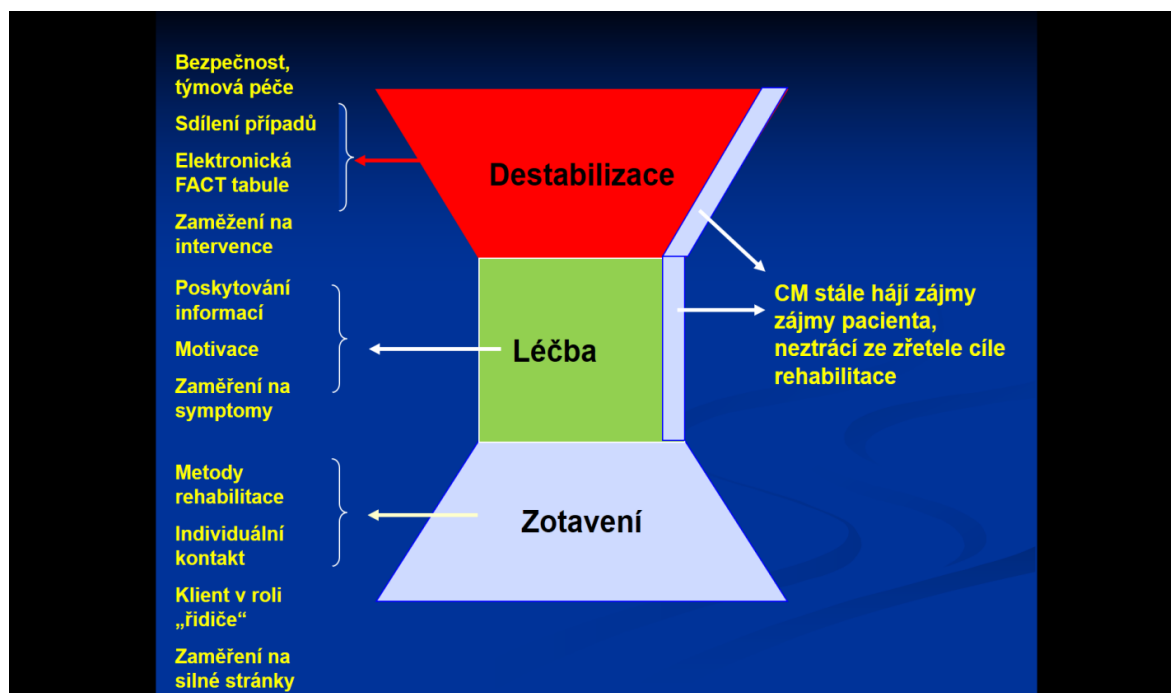 Bezpečnost,
týmová péče
Sdílení případů
Elektronická
FACT tabule
Zaměžení na
intervence
Poskytování
informací
Motivace
Zaměření na
symptomy
Metody
rehabilitace
Individuální
kontakt
Klient v roli
„řidiče“
Zaměření na
silné stránky
Destabilizace
Léčba
Zotavení
CM stále hájí zájmy
zájmy pacienta,
neztrácí ze zřetele cíle
rehabilitace